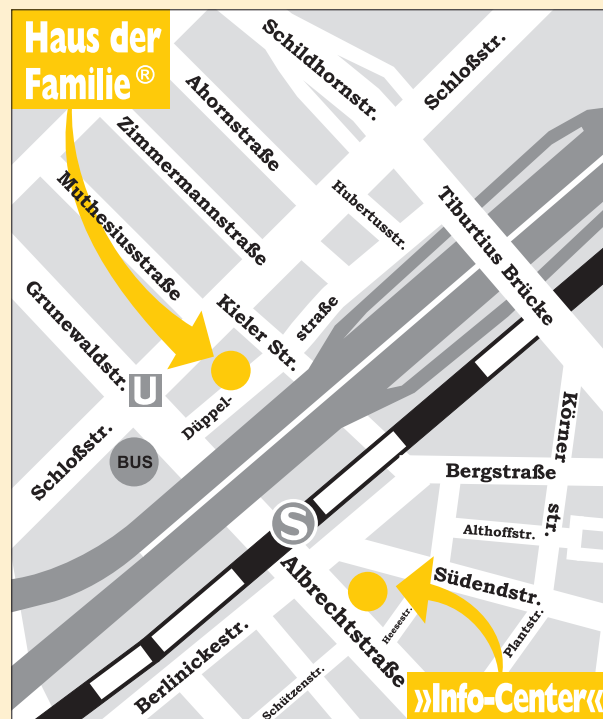 Haus der
Familie ®
Schildhornstr.
Schloßstr.
Ahornstraße
Zimmermannstraße
Hubertusstr.
Muthesiusstraße
Tiburtius Brücke
Grunewaldstr.
Kieler Str.
Düppel-
straße
U
Schloßstr.
BUS
Körner
str.
Bergstraße
S
Althoffstr.
Albrechtstraße
Südendstr.
Heesestr.
Plantstr.
Berlinickestr.
Schützenstr.
»Info-Center«